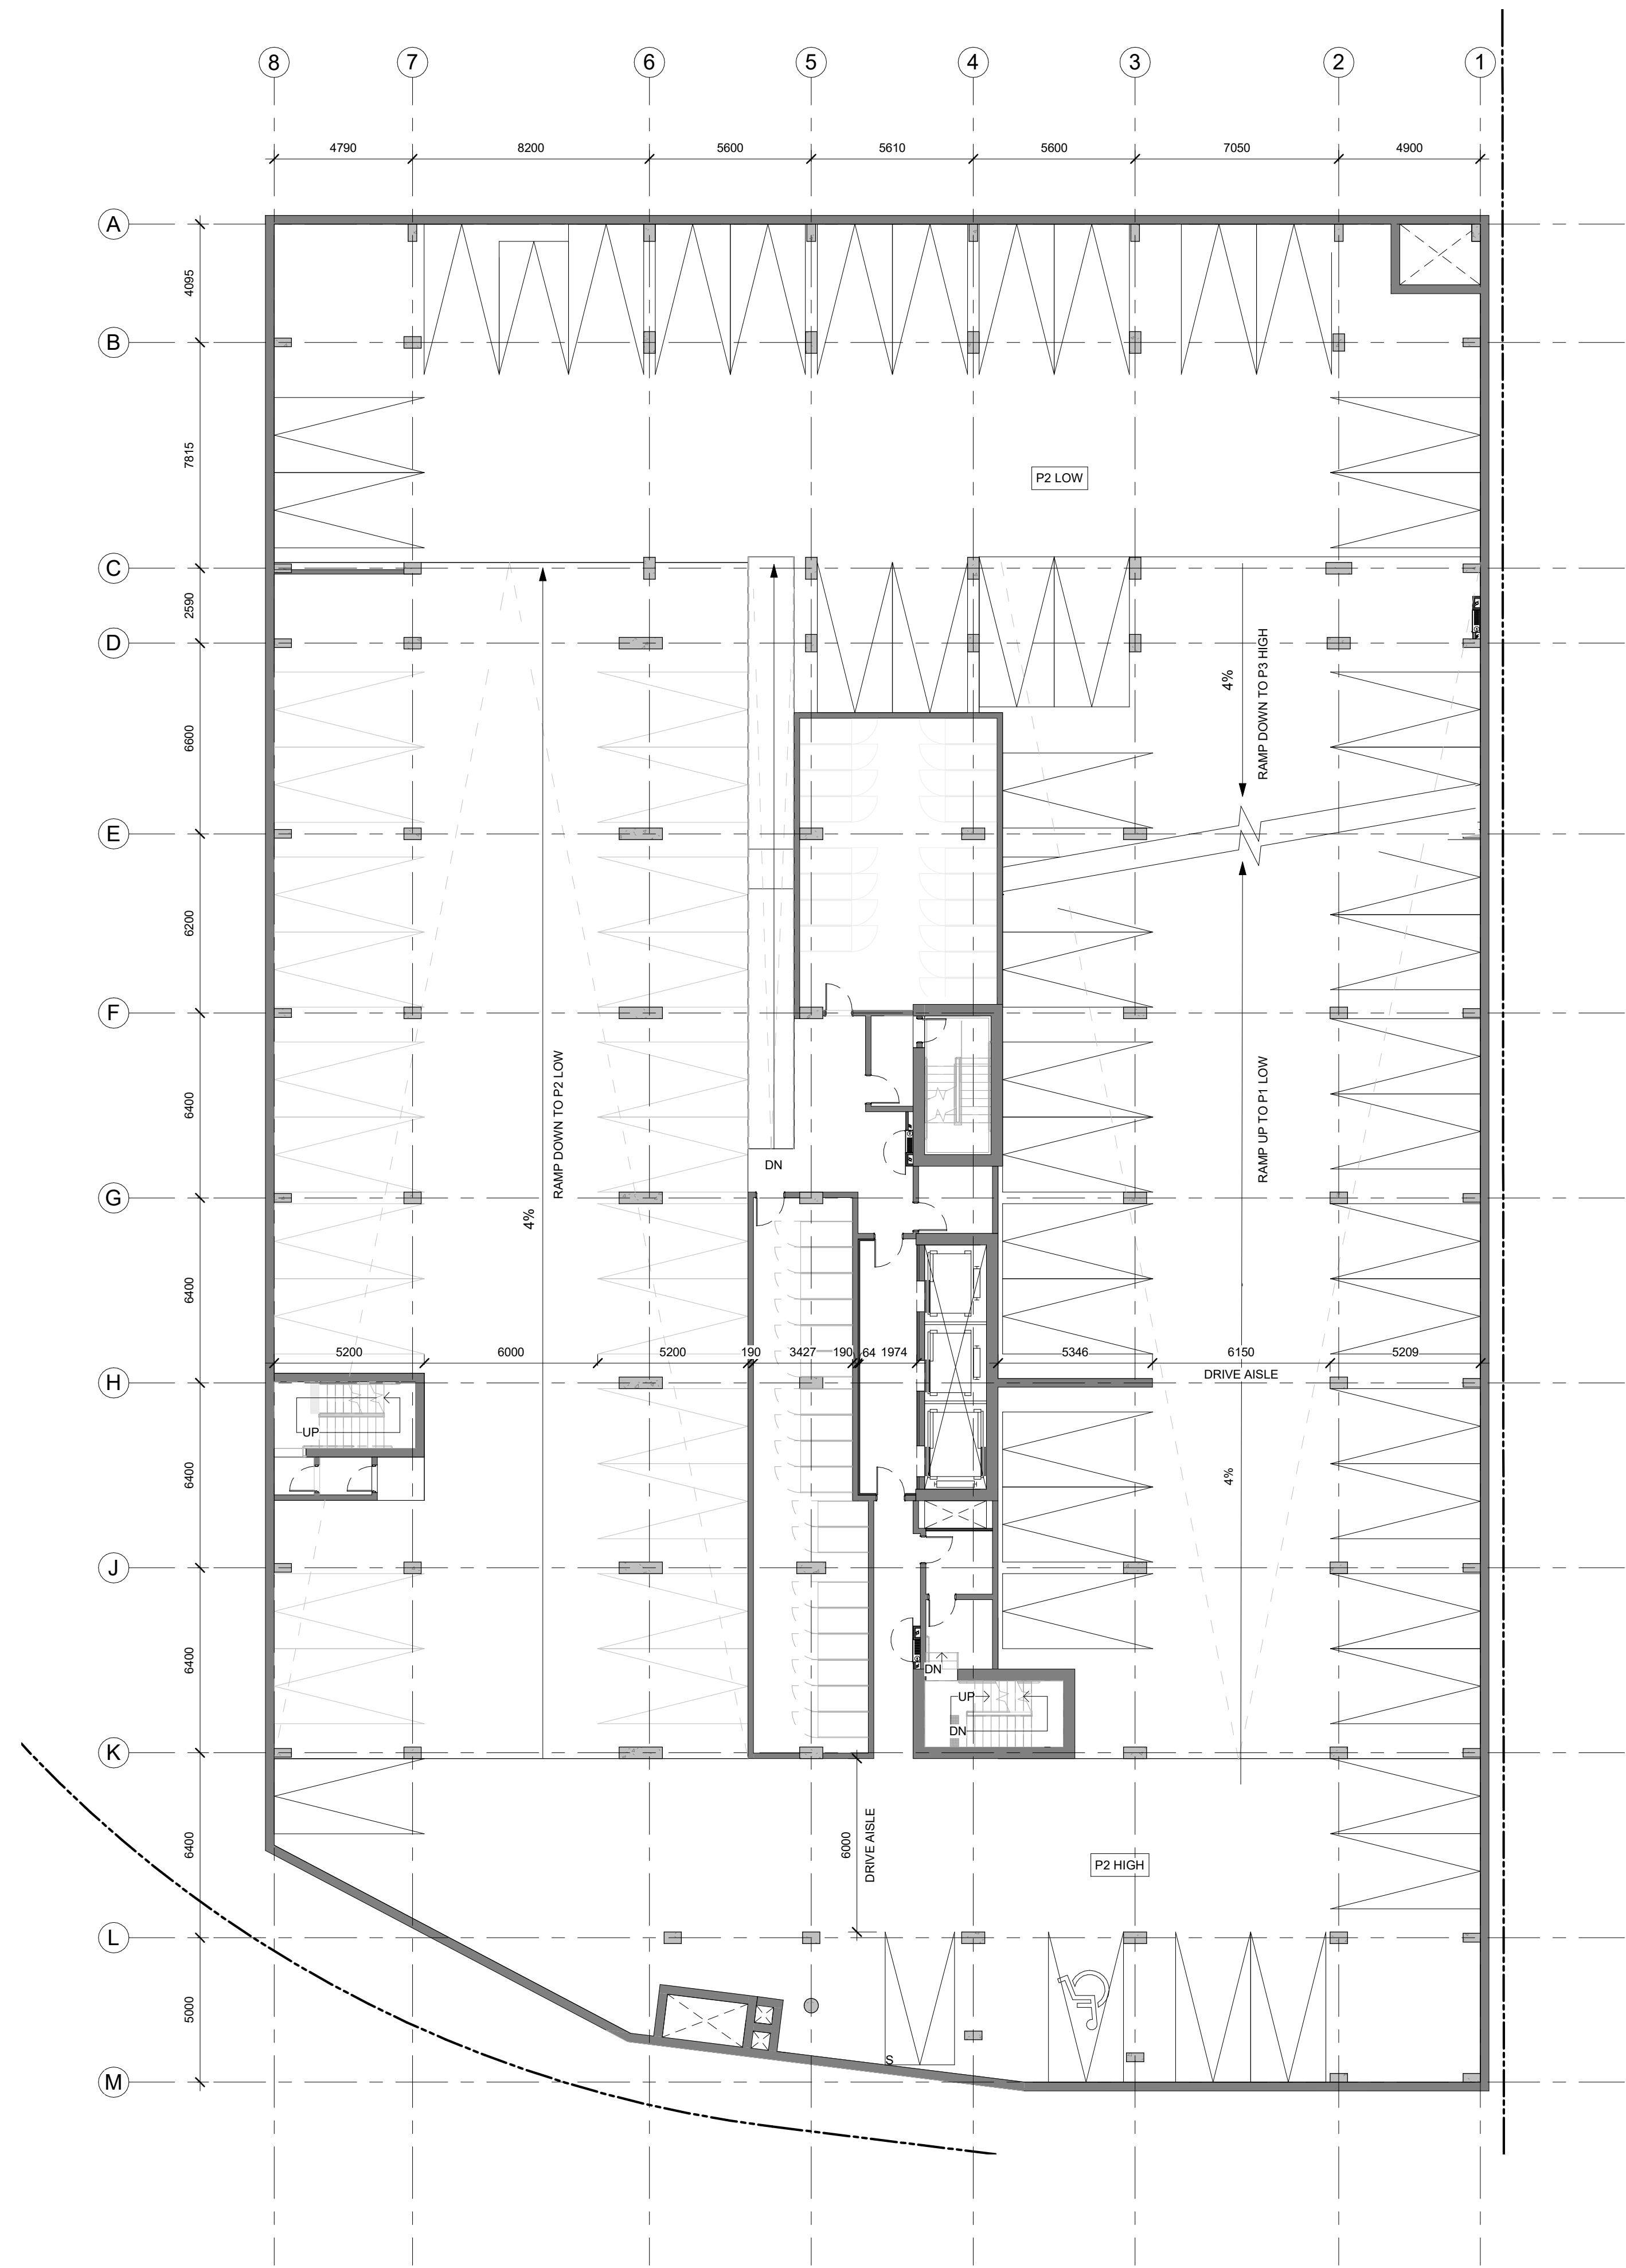 8 7 6 5 4 3 2 1
4790 8200 5600 5610 5600 7050 4900
A
4095
B
7815
P2 LOW
C
2590
D
4%
RAMP DOWN TO P3 HIGH
6600
E
6200
F
6400
RAMP DOWN TO P2 LOW
RAMP UP TO P1 LOW
DN
G
4%
6400
5200 6000 5200 190 3427 190 64 1974 5346 6150 5209
DRIVE AISLE
H
UP
6400
4%
J
6400
DN
UP
DN
K
6400
6000
DRIVE AISLE
P2 HIGH
L
5000
S
M